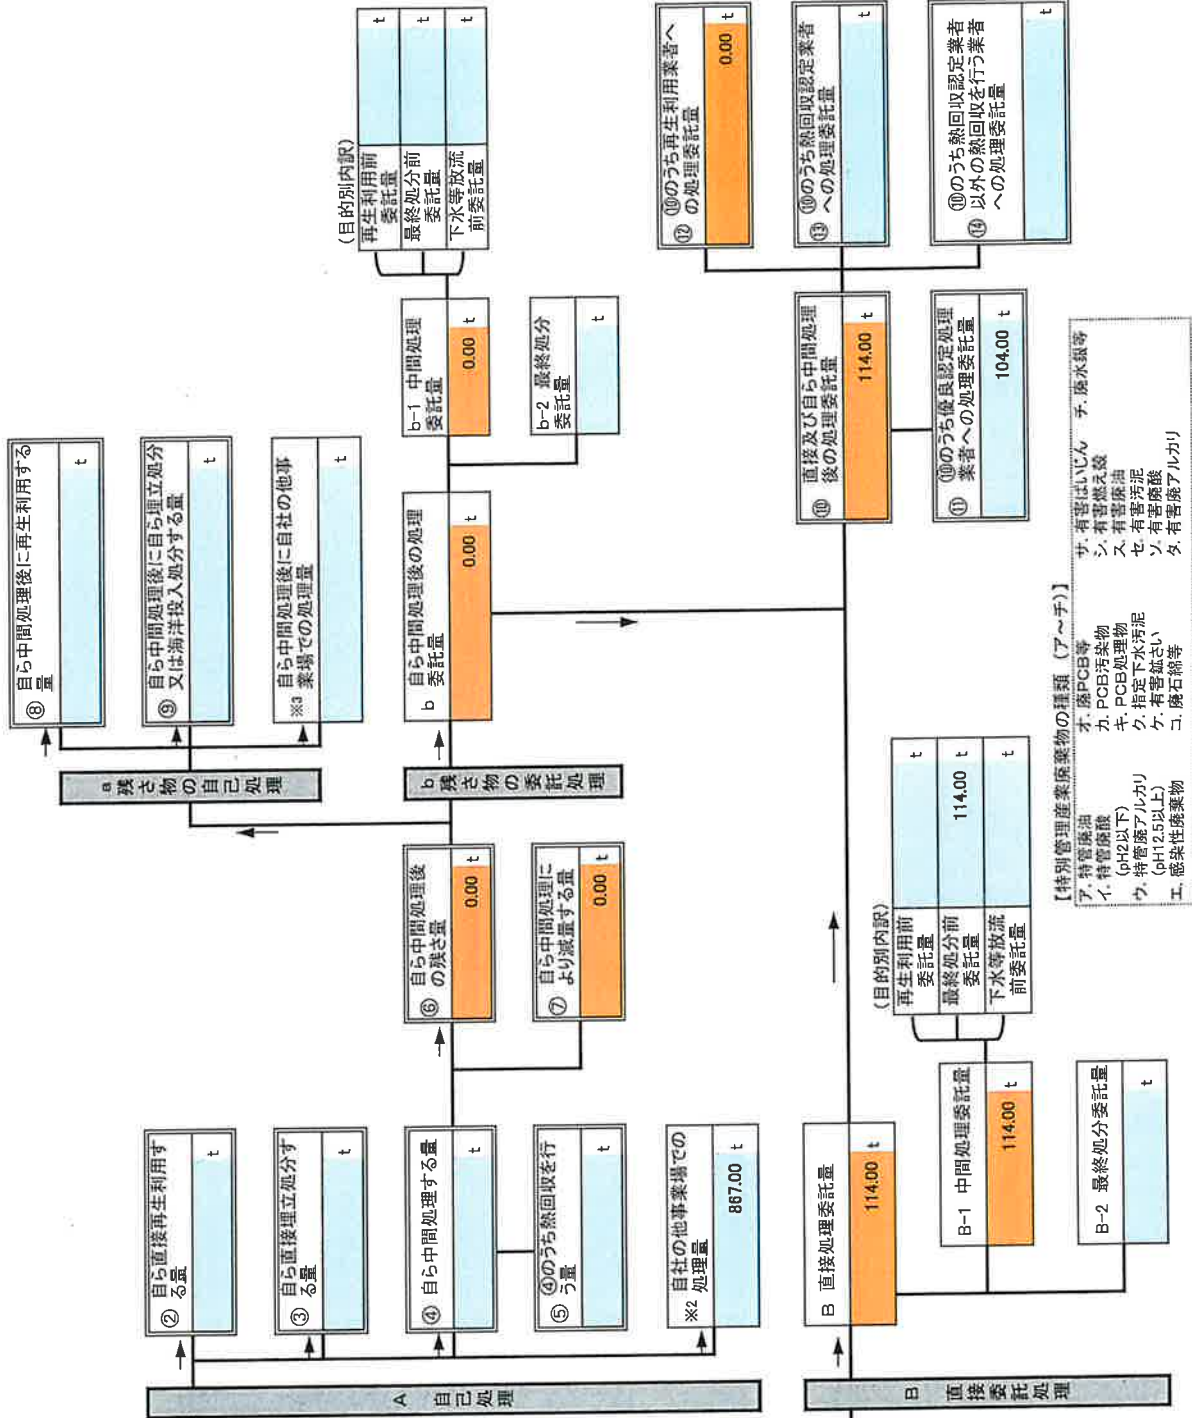 A 自己処理
② 自ら直接再生利用す
る量
t
③ 自ら直接埋立処分す
る量
t
④ 自ら中間処理する量
t
⑤ ④のうち熱回収を行
う量
t
自社の他事業場での
※2 処理量
867.00 t
⑥ 自ら中間処理後
の残さ量
0.00 t
⑦ 自ら中間処理に
より減量する量
0.00 t
a 残さ物の自己処理
⑧ 自ら中間処理後に再生利用する
量
t
⑨ 自ら中間処理後に自ら埋立処分
又は海洋投入処分する量
t
自ら中間処理後に自社の他事
※3 業場での処理量
t
b 残さ物の委託処理
b 自ら中間処理後の処理
委託量
0.00 t
b-1 中間処理
委託量
0.00 t
b-2 最終処分
委託量
t
(目的別内訳)
再生利用前
委託量
t
最終処分前
委託量
t
下水等放流
前委託量
t
B 直接委託処理
B 直接処理委託量
114.00 t
B-1 中間処理委託量
114.00 t
B-2 最終処分委託量
t
(目的別内訳)
再生利用前
委託量
t
最終処分前
委託量
114.00 t
下水等放流
前委託量
t
⑩ 直接及び自ら中間処理
後の処理委託量
114.00 t
⑪ ⑩のうち優良認定処理
業者への処理委託量
104.00 t
⑫ ⑩のうち再生利用業者へ
の処理委託量
0.00 t
⑬ ⑩のうち熱回収認定業者
への処理委託量
t
⑭ ⑩のうち熱回収認定業者
以外の熱回収を行う業者
への処理委託量
t
【特別管理産業廃棄物の種類 (ア~チ)】
ア. 特管廃油
イ. 特管廃酸
(pH2以下)
ウ. 特管廃アルカリ
(pH12.5以上)
エ. 感染性廃棄物
オ. 廃PCB等
カ. PCB汚染物
キ. PCB処理物
ク. 指定下水汚泥
ケ. 有害鉱さい
コ. 廃石綿等
サ. 有害ばいじん
シ. 有害燃え殻
ス. 有害廃油
セ. 有害汚泥
ソ. 有害廃酸
タ. 有害廃アルカリ
チ. 廃水銀等